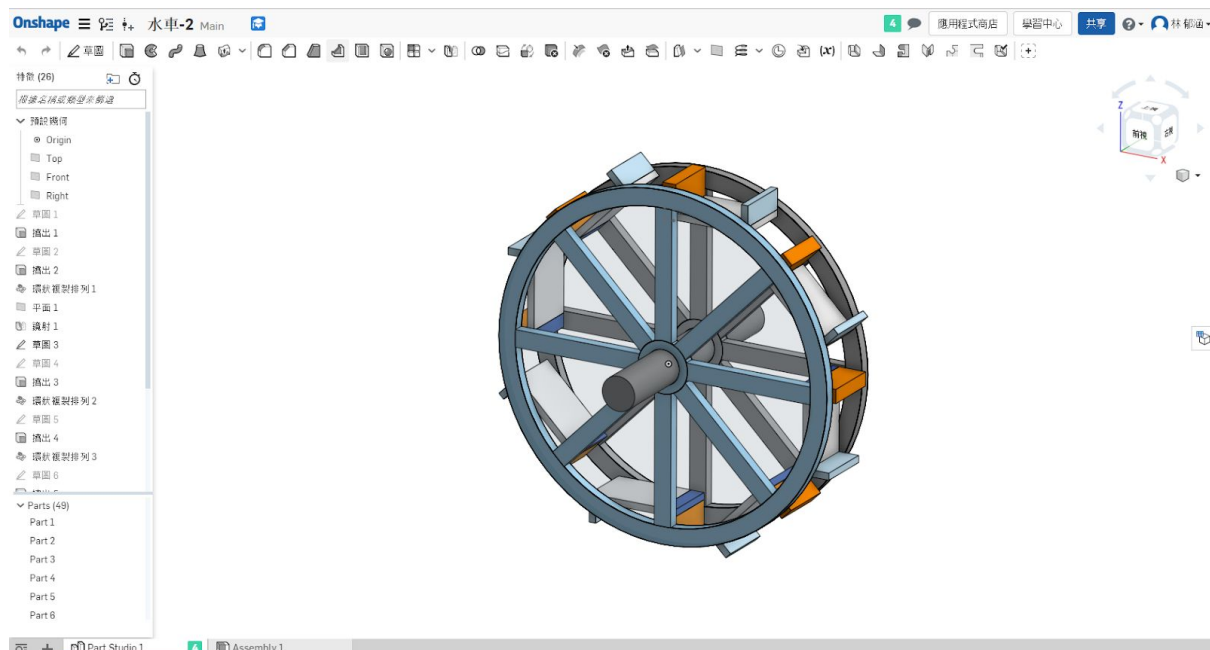 Onshape 水車-2 Main
4 應用程式商店 學習中心 共享 林郁涵
草圖
(x)
特徵 (26)
根據名稱或類型來篩選
預設幾何
Origin
Top
Front
Right
草圖 1
擠出 1
草圖 2
擠出 2
環狀複製排列 1
平面 1
鏡射 1
草圖 3
草圖 4
擠出 3
環狀複製排列 2
草圖 5
擠出 4
環狀複製排列 3
草圖 6
Parts (49)
Part 1
Part 2
Part 3
Part 4
Part 5
Part 6
Z
前視
X
Part Studio 1 4 Assembly 1